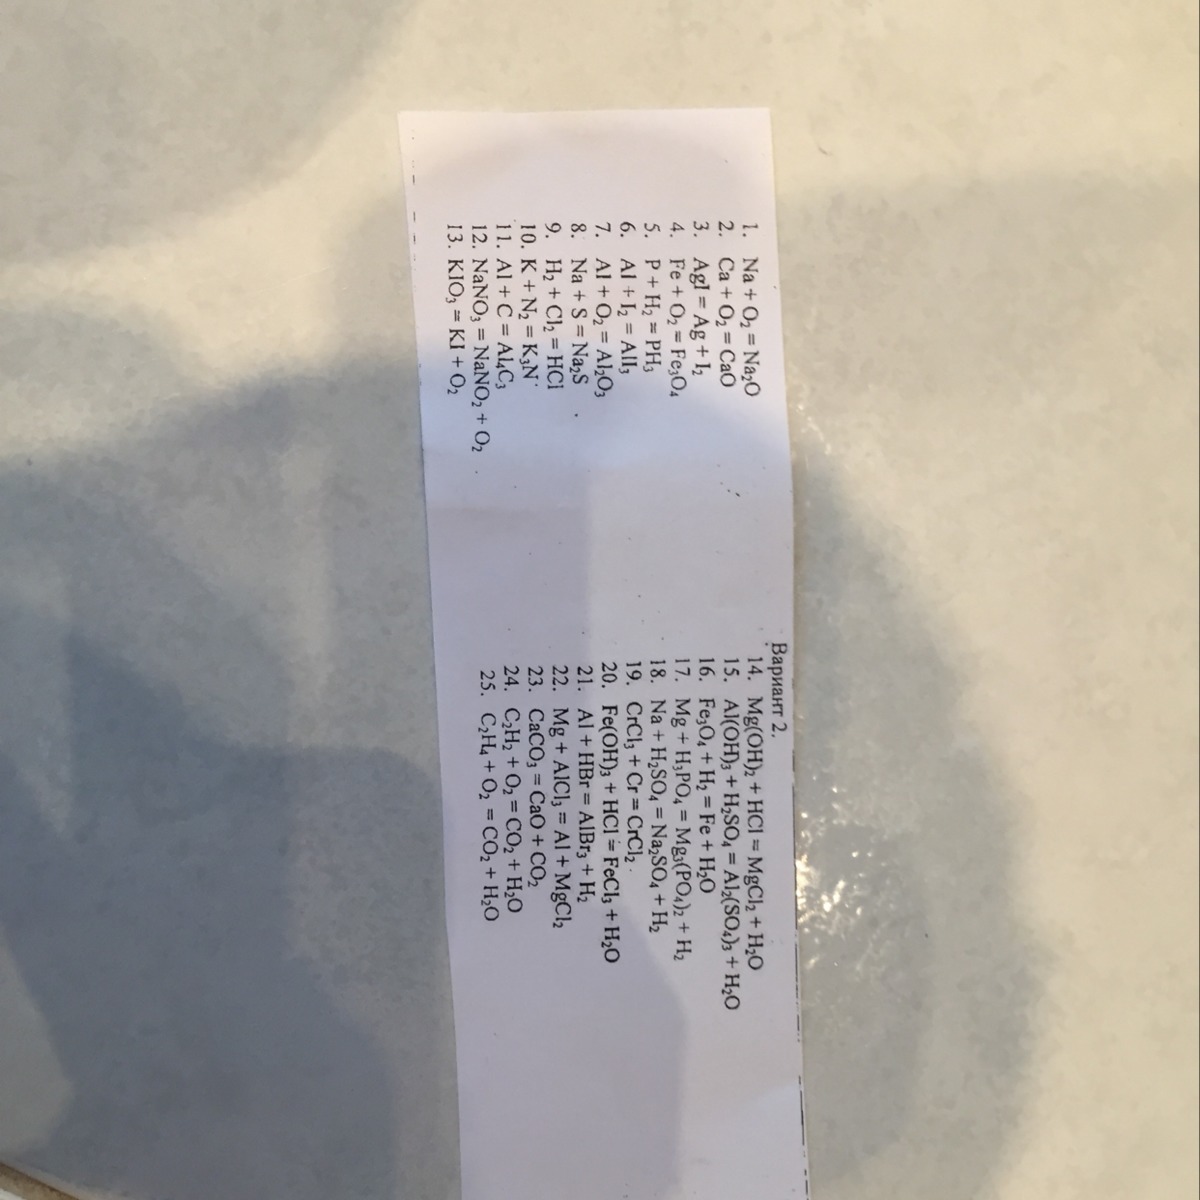 Вариант 2.
1. Na + O₂ = Na₂O
2. Ca + O₂ = CaO
3. AgI = Ag + I₂
4. Fe + O₂ = Fe₃O₄
5. P + H₂ = PH₃
6. Al + I₂ = AlI₃
7. Al + O₂ = Al₂O₃
8. Na + S = Na₂S
9. H₂ + Cl₂ = HCl
10. K + N₂ = K₃N
11. Al + C = Al₄C₃
12. NaNO₃ = NaNO₂ + O₂
13. KIO₃ = KI + O₂
14. Mg(OH)₂ + HCl = MgCl₂ + H₂O
15. Al(OH)₃ + H₂SO₄ = Al₂(SO₄)₃ + H₂O
16. Fe₃O₄ + H₂ = Fe + H₂O
17. Mg + H₃PO₄ = Mg₃(PO₄)₂ + H₂
18. Na + H₂SO₄ = Na₂SO₄ + H₂
19. CrCl₃ + Cr = CrCl₂
20. Fe(OH)₃ + HCl = FeCl₃ + H₂O
21. Al + HBr = AlBr₃ + H₂
22. Mg + AlCl₃ = Al + MgCl₂
23. CaCO₃ = CaO + CO₂
24. C₂H₂ + O₂ = CO₂ + H₂O
25. C₂H₄ + O₂ = CO₂ + H₂O